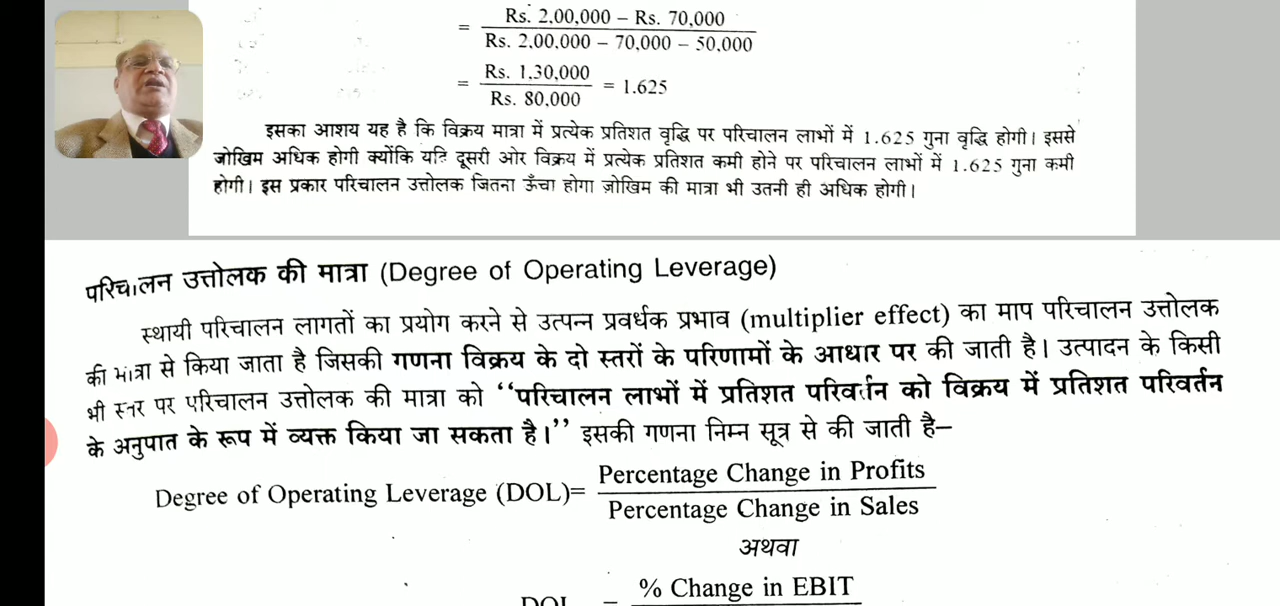 = Rs. 2,00,000 – Rs. 70,000
Rs. 2,00,000 – 70,000 – 50,000
= Rs. 1,30,000 = 1.625
Rs. 80,000
इसका आशय यह है कि विक्रय मात्रा में प्रत्येक प्रतिशत वृद्धि पर परिचालन लाभों में 1.625 गुना वृद्धि होगी। इससे
जोखिम अधिक होगी क्योंकि यदि दूसरी ओर विक्रय में प्रत्येक प्रतिशत कमी होने पर परिचालन लाभों में 1.625 गुना कमी
होगी। इस प्रकार परिचालन उत्तोलक जितना ऊँचा होगा ज़ोखिम की मात्रा भी उतनी ही अधिक होगी।
परिचालन उत्तोलक की मात्रा (Degree of Operating Leverage)
स्थायी परिचालन लागतों का प्रयोग करने से उत्पन्न प्रवर्धक प्रभाव (multiplier effect) का माप परिचालन उत्तोलक
की मात्रा से किया जाता है जिसकी गणना विक्रय के दो स्तरों के परिणामों के आधार पर की जाती है। उत्पादन के किसी
भी स्तर पर परिचालन उत्तोलक की मात्रा को “परिचालन लाभों में प्रतिशत परिवर्तन को विक्रय में प्रतिशत परिवर्तन
के अनुपात के रूप में व्यक्त किया जा सकता है।” इसकी गणना निम्न सूत्र से की जाती है–
Degree of Operating Leverage (DOL)= Percentage Change in Profits
Percentage Change in Sales
अथवा
% Change in EBIT
DOL =